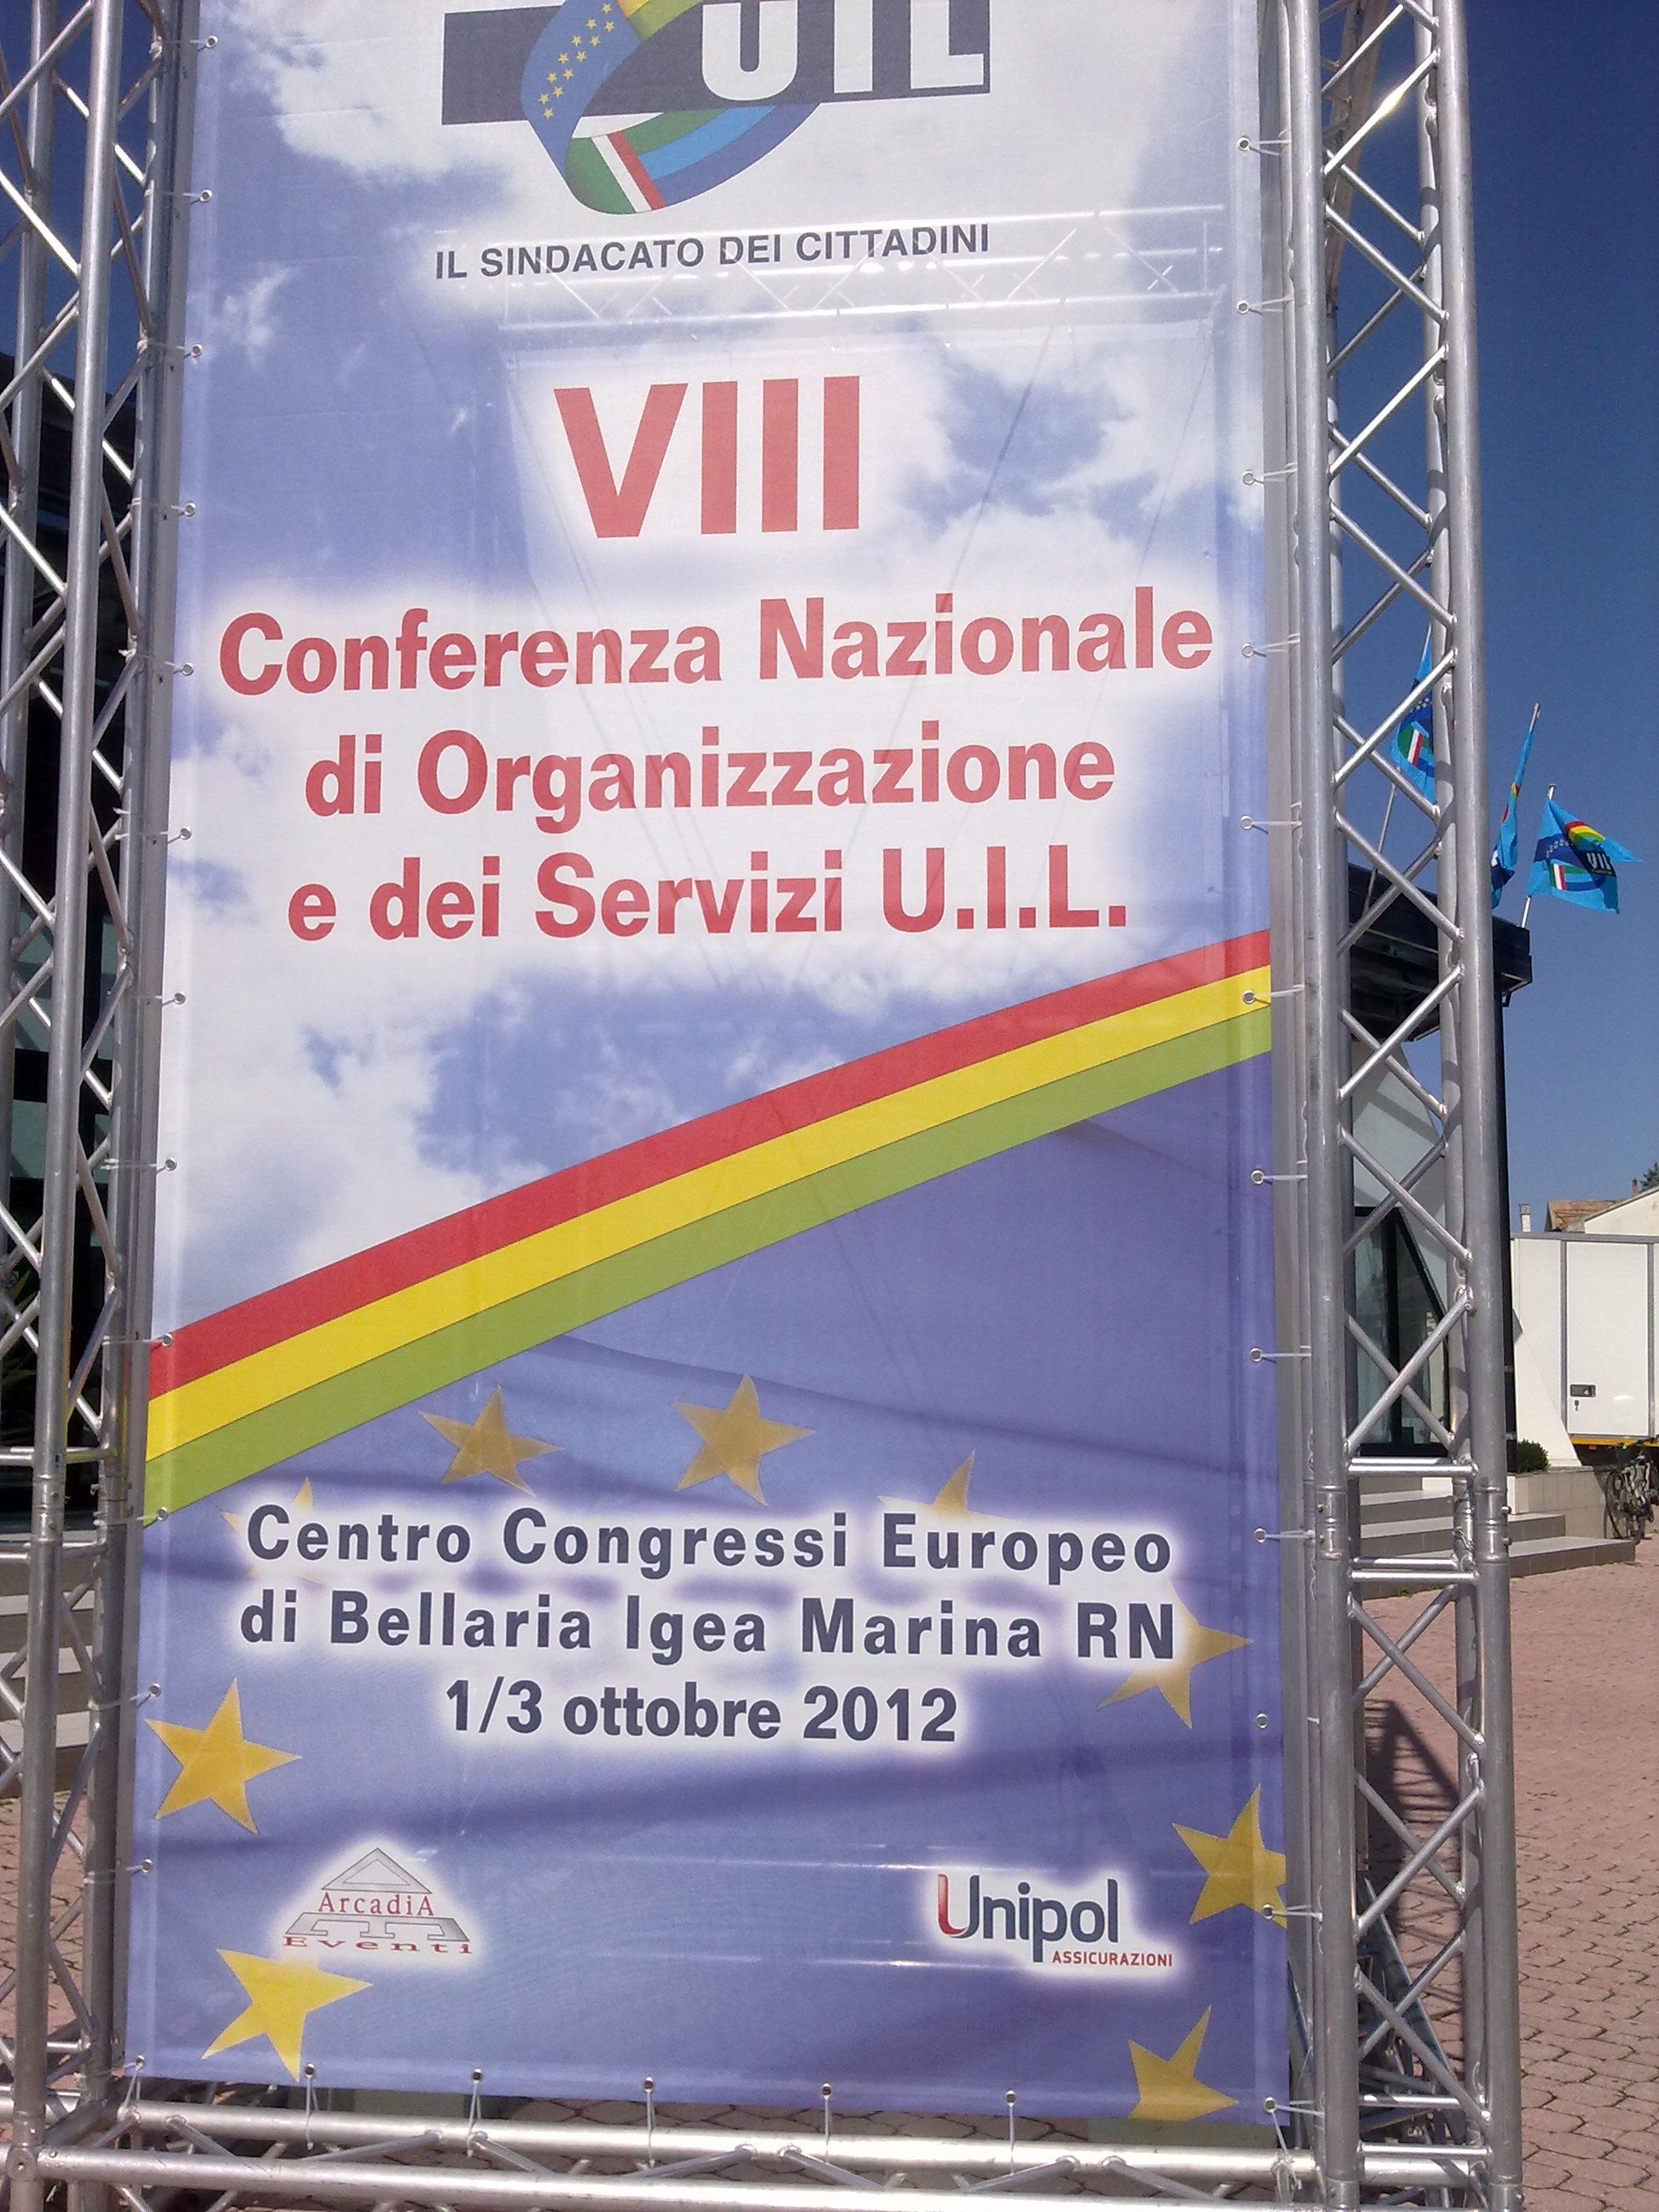 UIL
IL SINDACATO DEI CITTADINI
VIII
Conferenza Nazionale
di Organizzazione
e dei Servizi U.I.L.
UIL
Centro Congressi Europeo
di Bellaria Igea Marina RN
1/3 ottobre 2012
ArcadiA
Eventi
Unipol
ASSICURAZIONI